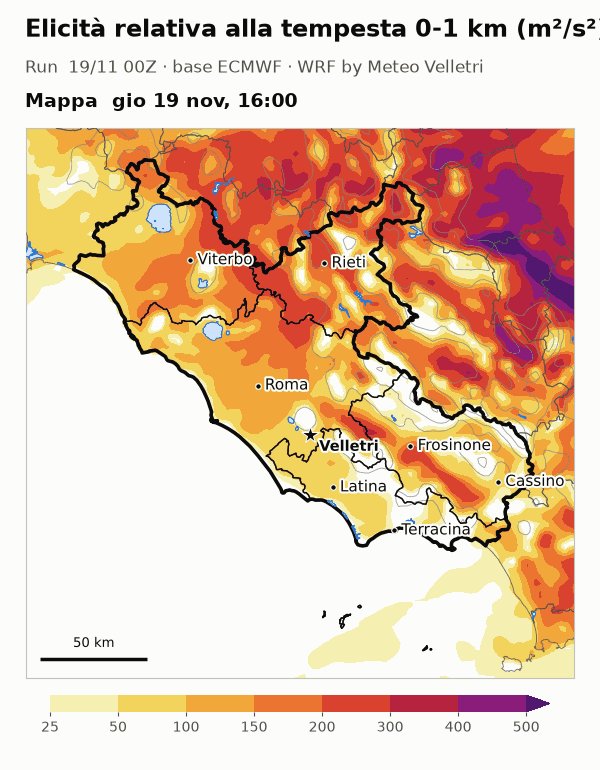 Elicità relativa alla tempesta 0-1 km (m²/s²)
Run 19/11 00Z · base ECMWF · WRF by Meteo Velletri
Mappa gio 19 nov, 16:00
Viterbo
Rieti
Roma
Velletri
Frosinone
Latina
Cassino
Terracina
50 km
25 50 100 150 200 300 400 500